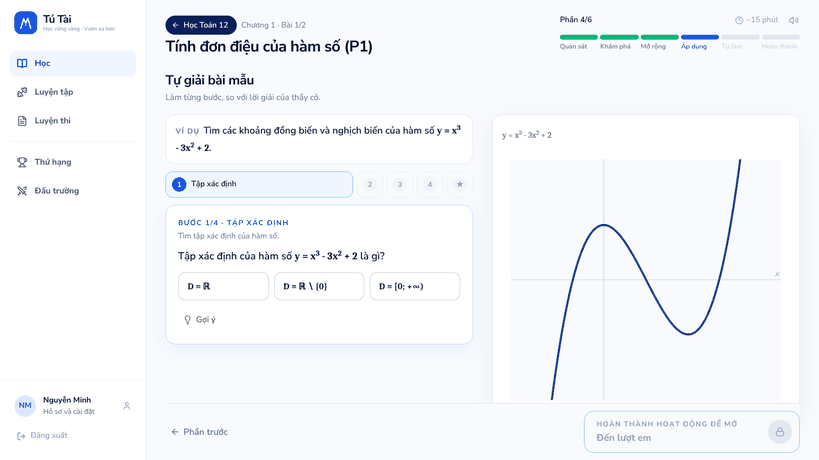 Tú Tài
Học vững vàng · Vươn xa hơn
Học
Luyện tập
Luyện thi
Thứ hạng
Đấu trường
NM
Nguyễn Minh
Hồ sơ và cài đặt
Đăng xuất
← Học Toán 12
Chương 1 · Bài 1/2
Tính đơn điệu của hàm số (P1)
Phần 4/6
~15 phút
Quan sát
Khám phá
Mở rộng
Áp dụng
Tự làm
Hoàn thành
Tự giải bài mẫu
Làm từng bước, so với lời giải của thầy cô.
VÍ DỤ Tìm các khoảng đồng biến và nghịch biến của hàm số y = x³
- 3x² + 2.
1 Tập xác định
2
3
4
★
BƯỚC 1/4 · TẬP XÁC ĐỊNH
Tìm tập xác định của hàm số.
Tập xác định của hàm số y = x³ - 3x² + 2 là gì?
D = ℝ
D = ℝ \ {0}
D = [0; +∞)
Gợi ý
y = x³ - 3x² + 2
x
← Phần trước
HOÀN THÀNH HOẠT ĐỘNG ĐỂ MỞ
Đến lượt em